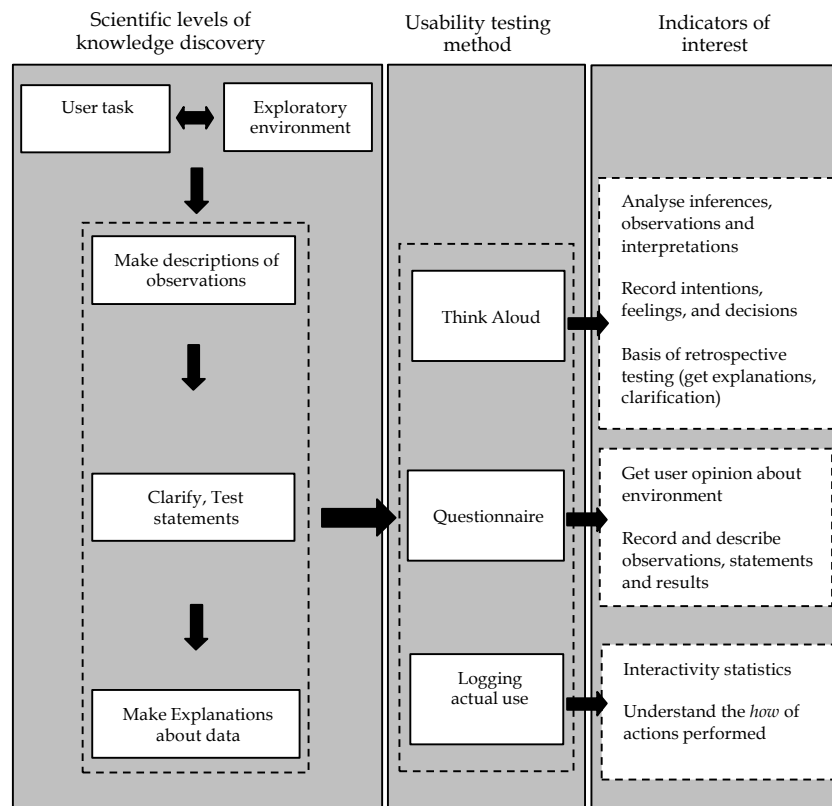 Scientific levels of
knowledge discovery
User task
Exploratory
environment
Make descriptions of
observations
Clarify, Test
statements
Make Explanations
about data
Usability testing
method
Think Aloud
Questionnaire
Logging
actual use
Indicators of
interest
Analyse inferences,
observations and
interpretations
Record intentions,
feelings, and decisions
Basis of retrospective
testing (get explanations,
clarification)
Get user opinion about
environment
Record and describe
observations, statements
and results
Interactivity statistics
Understand the how of
actions performed